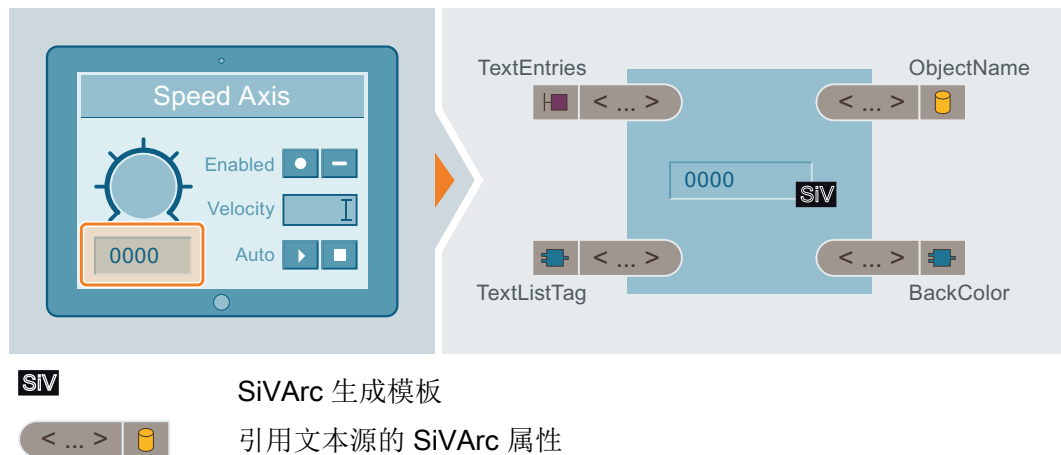 Speed Axis
Enabled
Velocity
0000
Auto
TextEntries
ObjectName
< ... >
< ... >
0000
SiV
< ... >
< ... >
TextListTag
BackColor
SiV
SiVArc 生成模板
< ... >
引用文本源的 SiVArc 属性